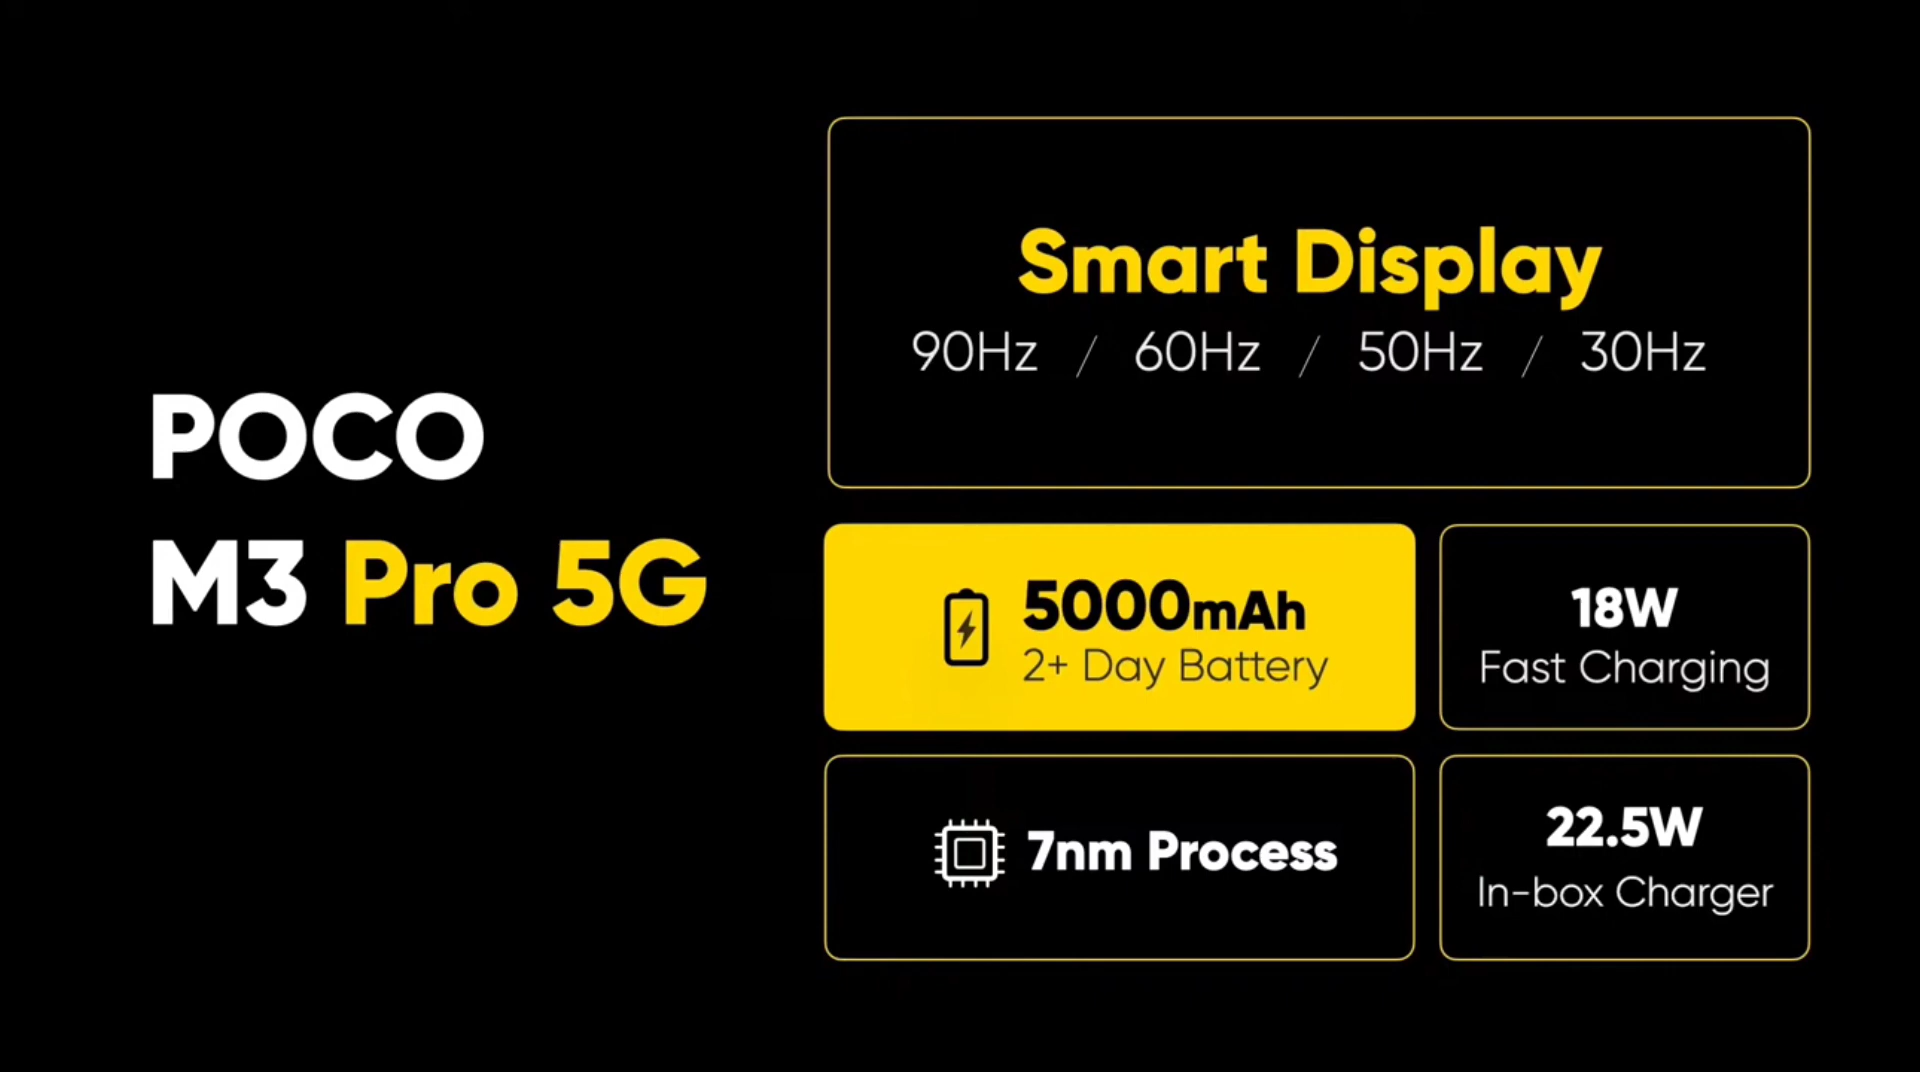 POCO
M3 Pro 5G
Smart Display
90Hz / 60Hz / 50Hz / 30Hz
5000mAh
2+ Day Battery
18W
Fast Charging
7nm Process
22.5W
In-box Charger